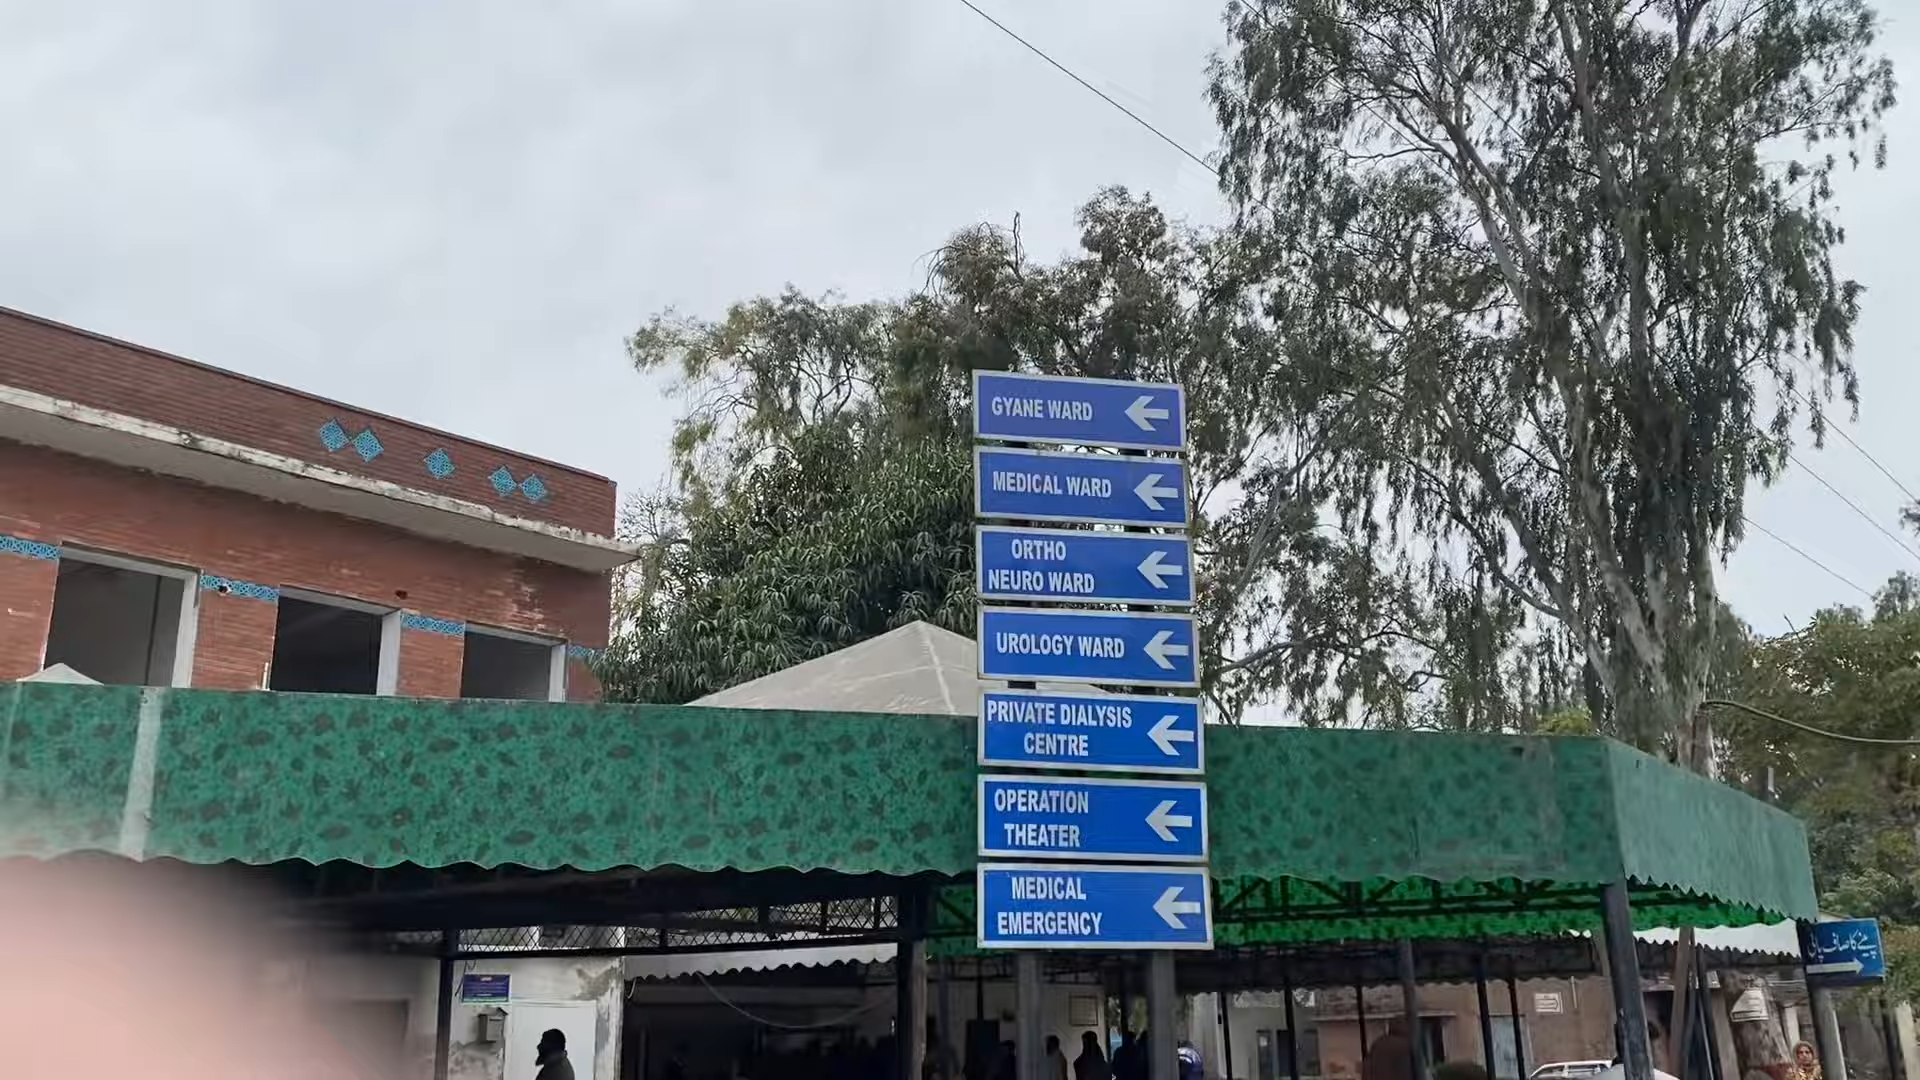 GYANE WARD
MEDICAL WARD
ORTHO
NEURO WARD
UROLOGY WARD
PRIVATE DIALYSIS
CENTRE
OPERATION
THEATER
MEDICAL
EMERGENCY
پینے کا صاف پانی